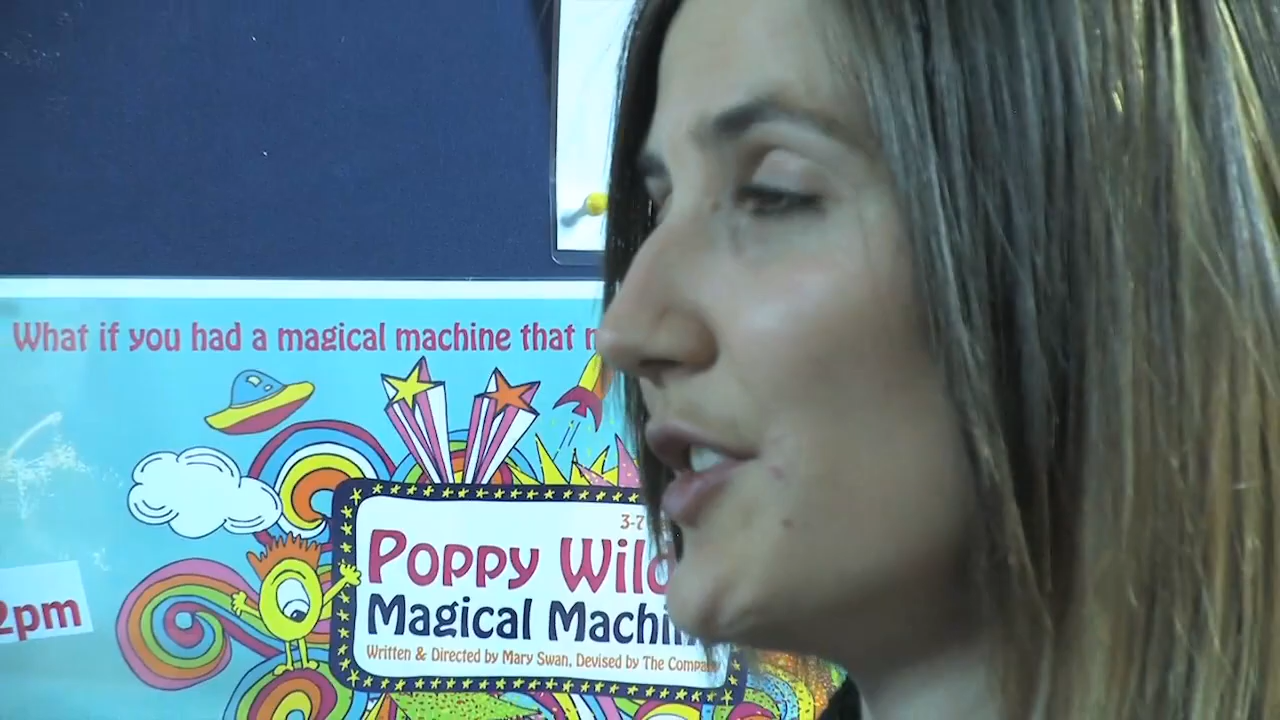 What if you had a magical machine that
3-7
Poppy Wild
Magical Machin
Written & Directed by Mary Swan, Devised by The Company
2pm